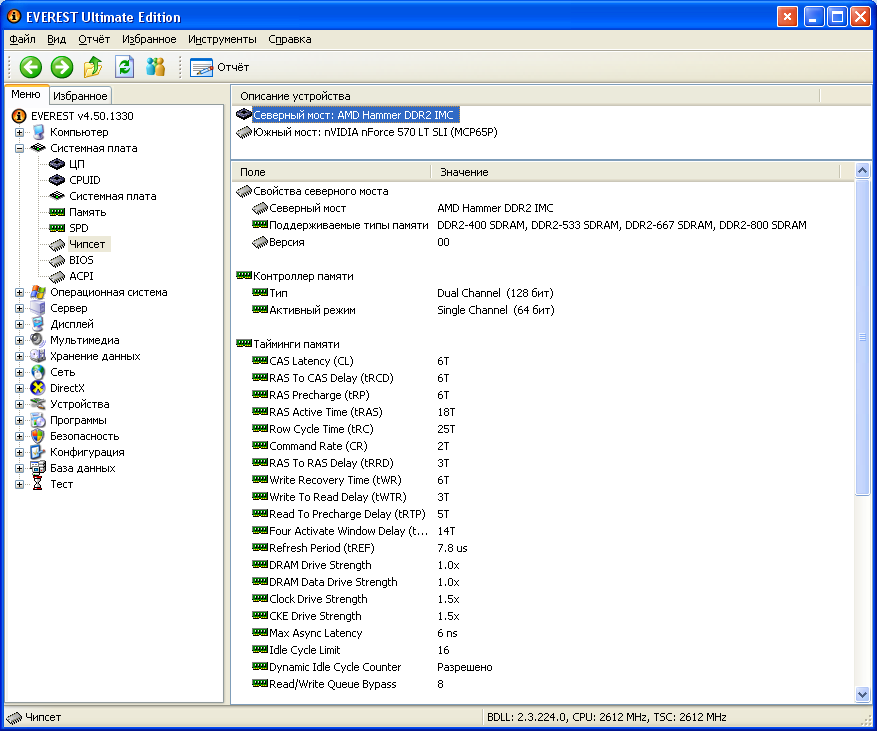 EVEREST Ultimate Edition
Файл Вид Отчёт Избранное Инструменты Справка
Отчёт
Меню Избранное
EVEREST v4.50.1330
Компьютер
Системная плата
ЦП
CPUID
Системная плата
Память
SPD
Чипсет
BIOS
ACPI
Операционная система
Сервер
Дисплей
Мультимедиа
Хранение данных
Сеть
DirectX
Устройства
Программы
Безопасность
Конфигурация
База данных
Тест
Описание устройства
Северный мост: AMD Hammer DDR2 IMC
Южный мост: nVIDIA nForce 570 LT SLI (MCP65P)
Поле Значение
Свойства северного моста
Северный мост AMD Hammer DDR2 IMC
Поддерживаемые типы памяти DDR2-400 SDRAM, DDR2-533 SDRAM, DDR2-667 SDRAM, DDR2-800 SDRAM
Версия 00
Контроллер памяти
Тип Dual Channel (128 бит)
Активный режим Single Channel (64 бит)
Тайминги памяти
CAS Latency (CL) 6T
RAS To CAS Delay (tRCD) 6T
RAS Precharge (tRP) 6T
RAS Active Time (tRAS) 18T
Row Cycle Time (tRC) 25T
Command Rate (CR) 2T
RAS To RAS Delay (tRRD) 3T
Write Recovery Time (tWR) 6T
Write To Read Delay (tWTR) 3T
Read To Precharge Delay (tRTP) 5T
Four Activate Window Delay (t... 14T
Refresh Period (tREF) 7.8 us
DRAM Drive Strength 1.0x
DRAM Data Drive Strength 1.0x
Clock Drive Strength 1.5x
CKE Drive Strength 1.5x
Max Async Latency 6 ns
Idle Cycle Limit 16
Dynamic Idle Cycle Counter Разрешено
Read/Write Queue Bypass 8
Чипсет BDLL: 2.3.224.0, CPU: 2612 MHz, TSC: 2612 MHz